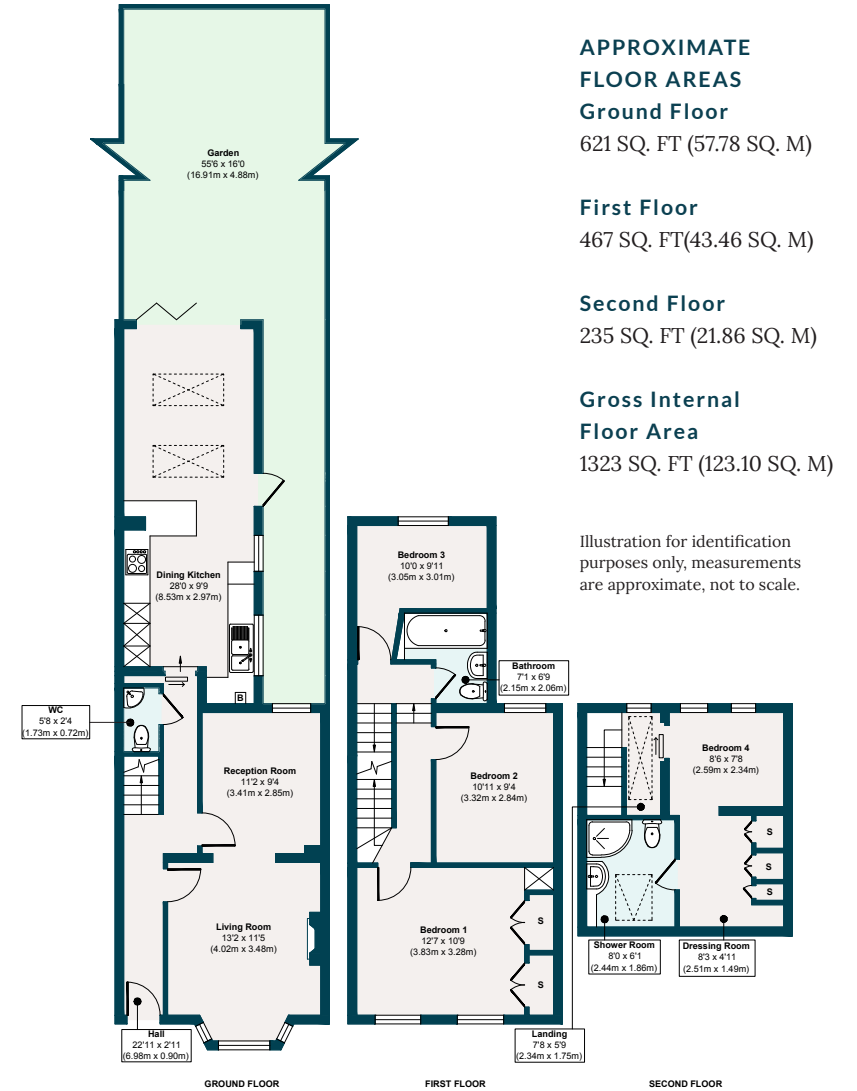 APPROXIMATE
FLOOR AREAS
Ground Floor
621 SQ. FT (57.78 SQ. M)
First Floor
467 SQ. FT(43.46 SQ. M)
Second Floor
235 SQ. FT (21.86 SQ. M)
Gross Internal
Floor Area
1323 SQ. FT (123.10 SQ. M)
Illustration for identification
purposes only, measurements
are approximate, not to scale.
Garden
55'6 x 16'0
(16.91m x 4.88m)
Dining Kitchen
28'0 x 9'9
(8.53m x 2.97m)
B
WC
5'8 x 2'4
(1.73m x 0.72m)
Reception Room
11'2 x 9'4
(3.41m x 2.85m)
Living Room
13'2 x 11'5
(4.02m x 3.48m)
Hall
22'11 x 2'11
(6.98m x 0.90m)
GROUND FLOOR
Bedroom 3
10'0 x 9'11
(3.05m x 3.01m)
Bathroom
7'1 x 6'9
(2.15m x 2.06m)
Bedroom 2
10'11 x 9'4
(3.32m x 2.84m)
Bedroom 1
12'7 x 10'9
(3.83m x 3.28m)
S
S
FIRST FLOOR
Bedroom 4
8'6 x 7'8
(2.59m x 2.34m)
S
S
S
Shower Room
8'0 x 6'1
(2.44m x 1.86m)
Dressing Room
8'3 x 4'11
(2.51m x 1.49m)
Landing
7'8 x 5'9
(2.34m x 1.75m)
SECOND FLOOR